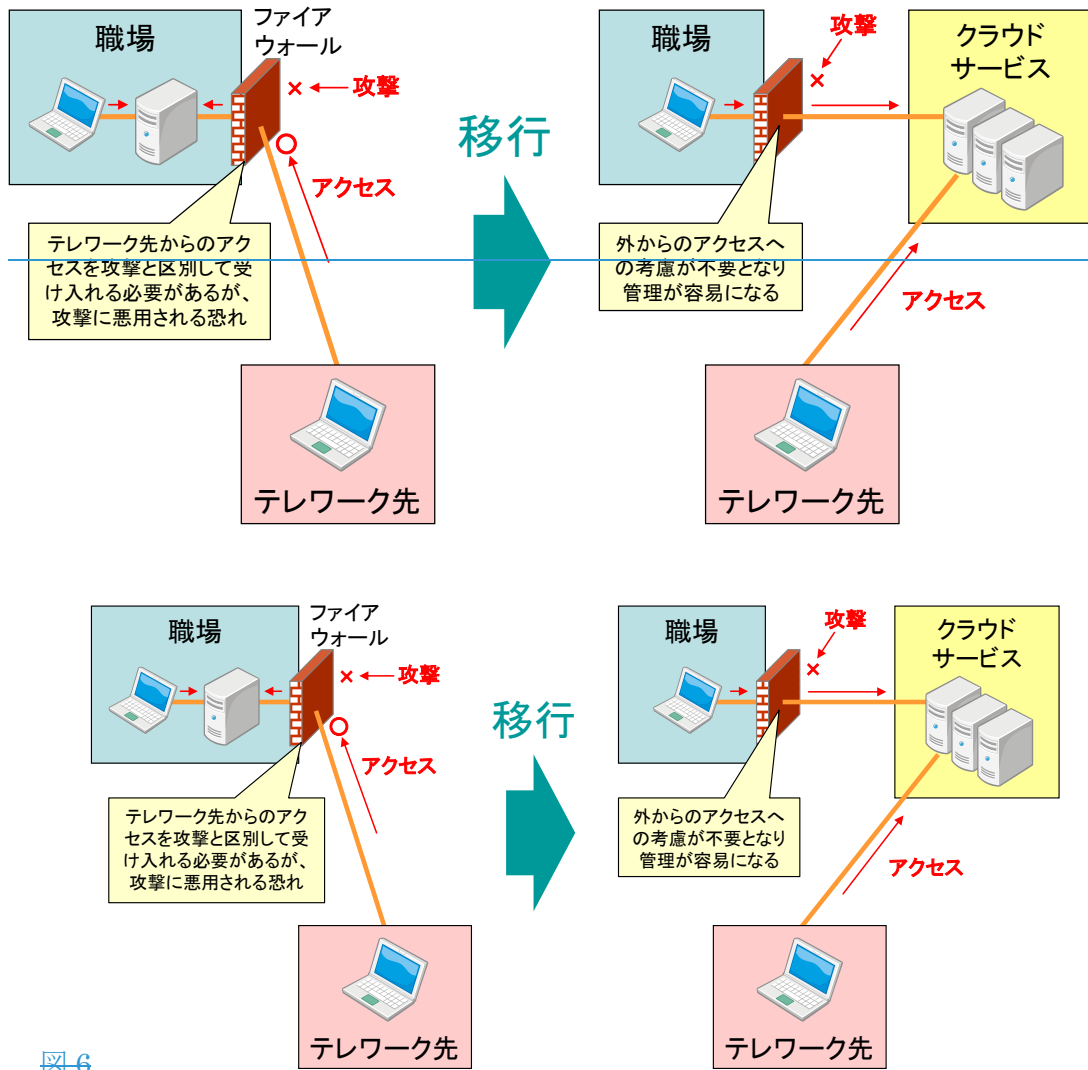 職場
ファイア
ウォール
攻撃
アクセス
テレワーク先からのアク
セスを攻撃と区別して受
け入れる必要があるが、
攻撃に悪用される恐れ
テレワーク先
移行
職場
攻撃
クラウド
サービス
外からのアクセスへ
の考慮が不要となり
管理が容易になる
アクセス
テレワーク先
職場
ファイア
ウォール
攻撃
アクセス
テレワーク先からのアク
セスを攻撃と区別して受
け入れる必要があるが、
攻撃に悪用される恐れ
テレワーク先
移行
職場
攻撃
クラウド
サービス
外からのアクセスへ
の考慮が不要となり
管理が容易になる
アクセス
テレワーク先
図 6